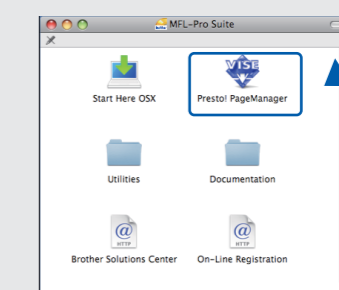 MFL-Pro Suite
VISE
Start Here OSX
Presto! PageManager
Utilities
Documentation
@
HTTP
@
HTTP
Brother Solutions Center
On-Line Registration